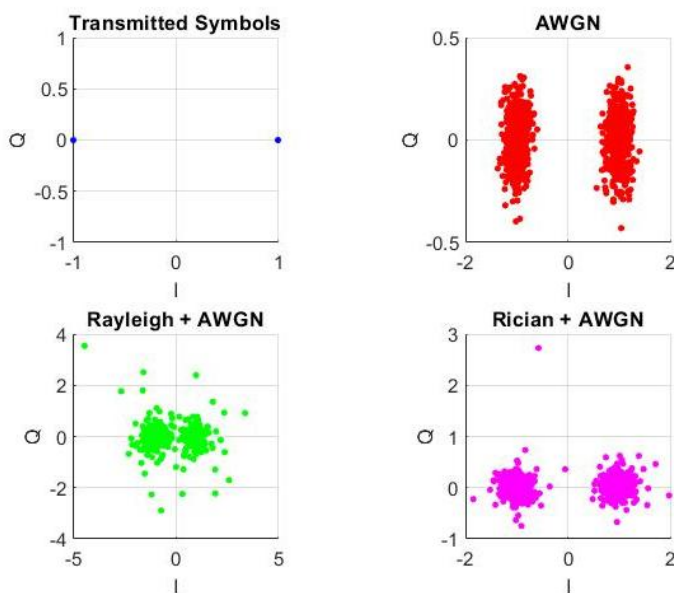 Transmitted Symbols
1
0.5
0
-0.5
-1
Q
-1 0 1
I
AWGN
0.5
0
-0.5
Q
-2 0 2
I
Rayleigh + AWGN
4
2
0
-2
-4
Q
-5 0 5
I
Rician + AWGN
3
2
1
0
-1
Q
-2 0 2
I